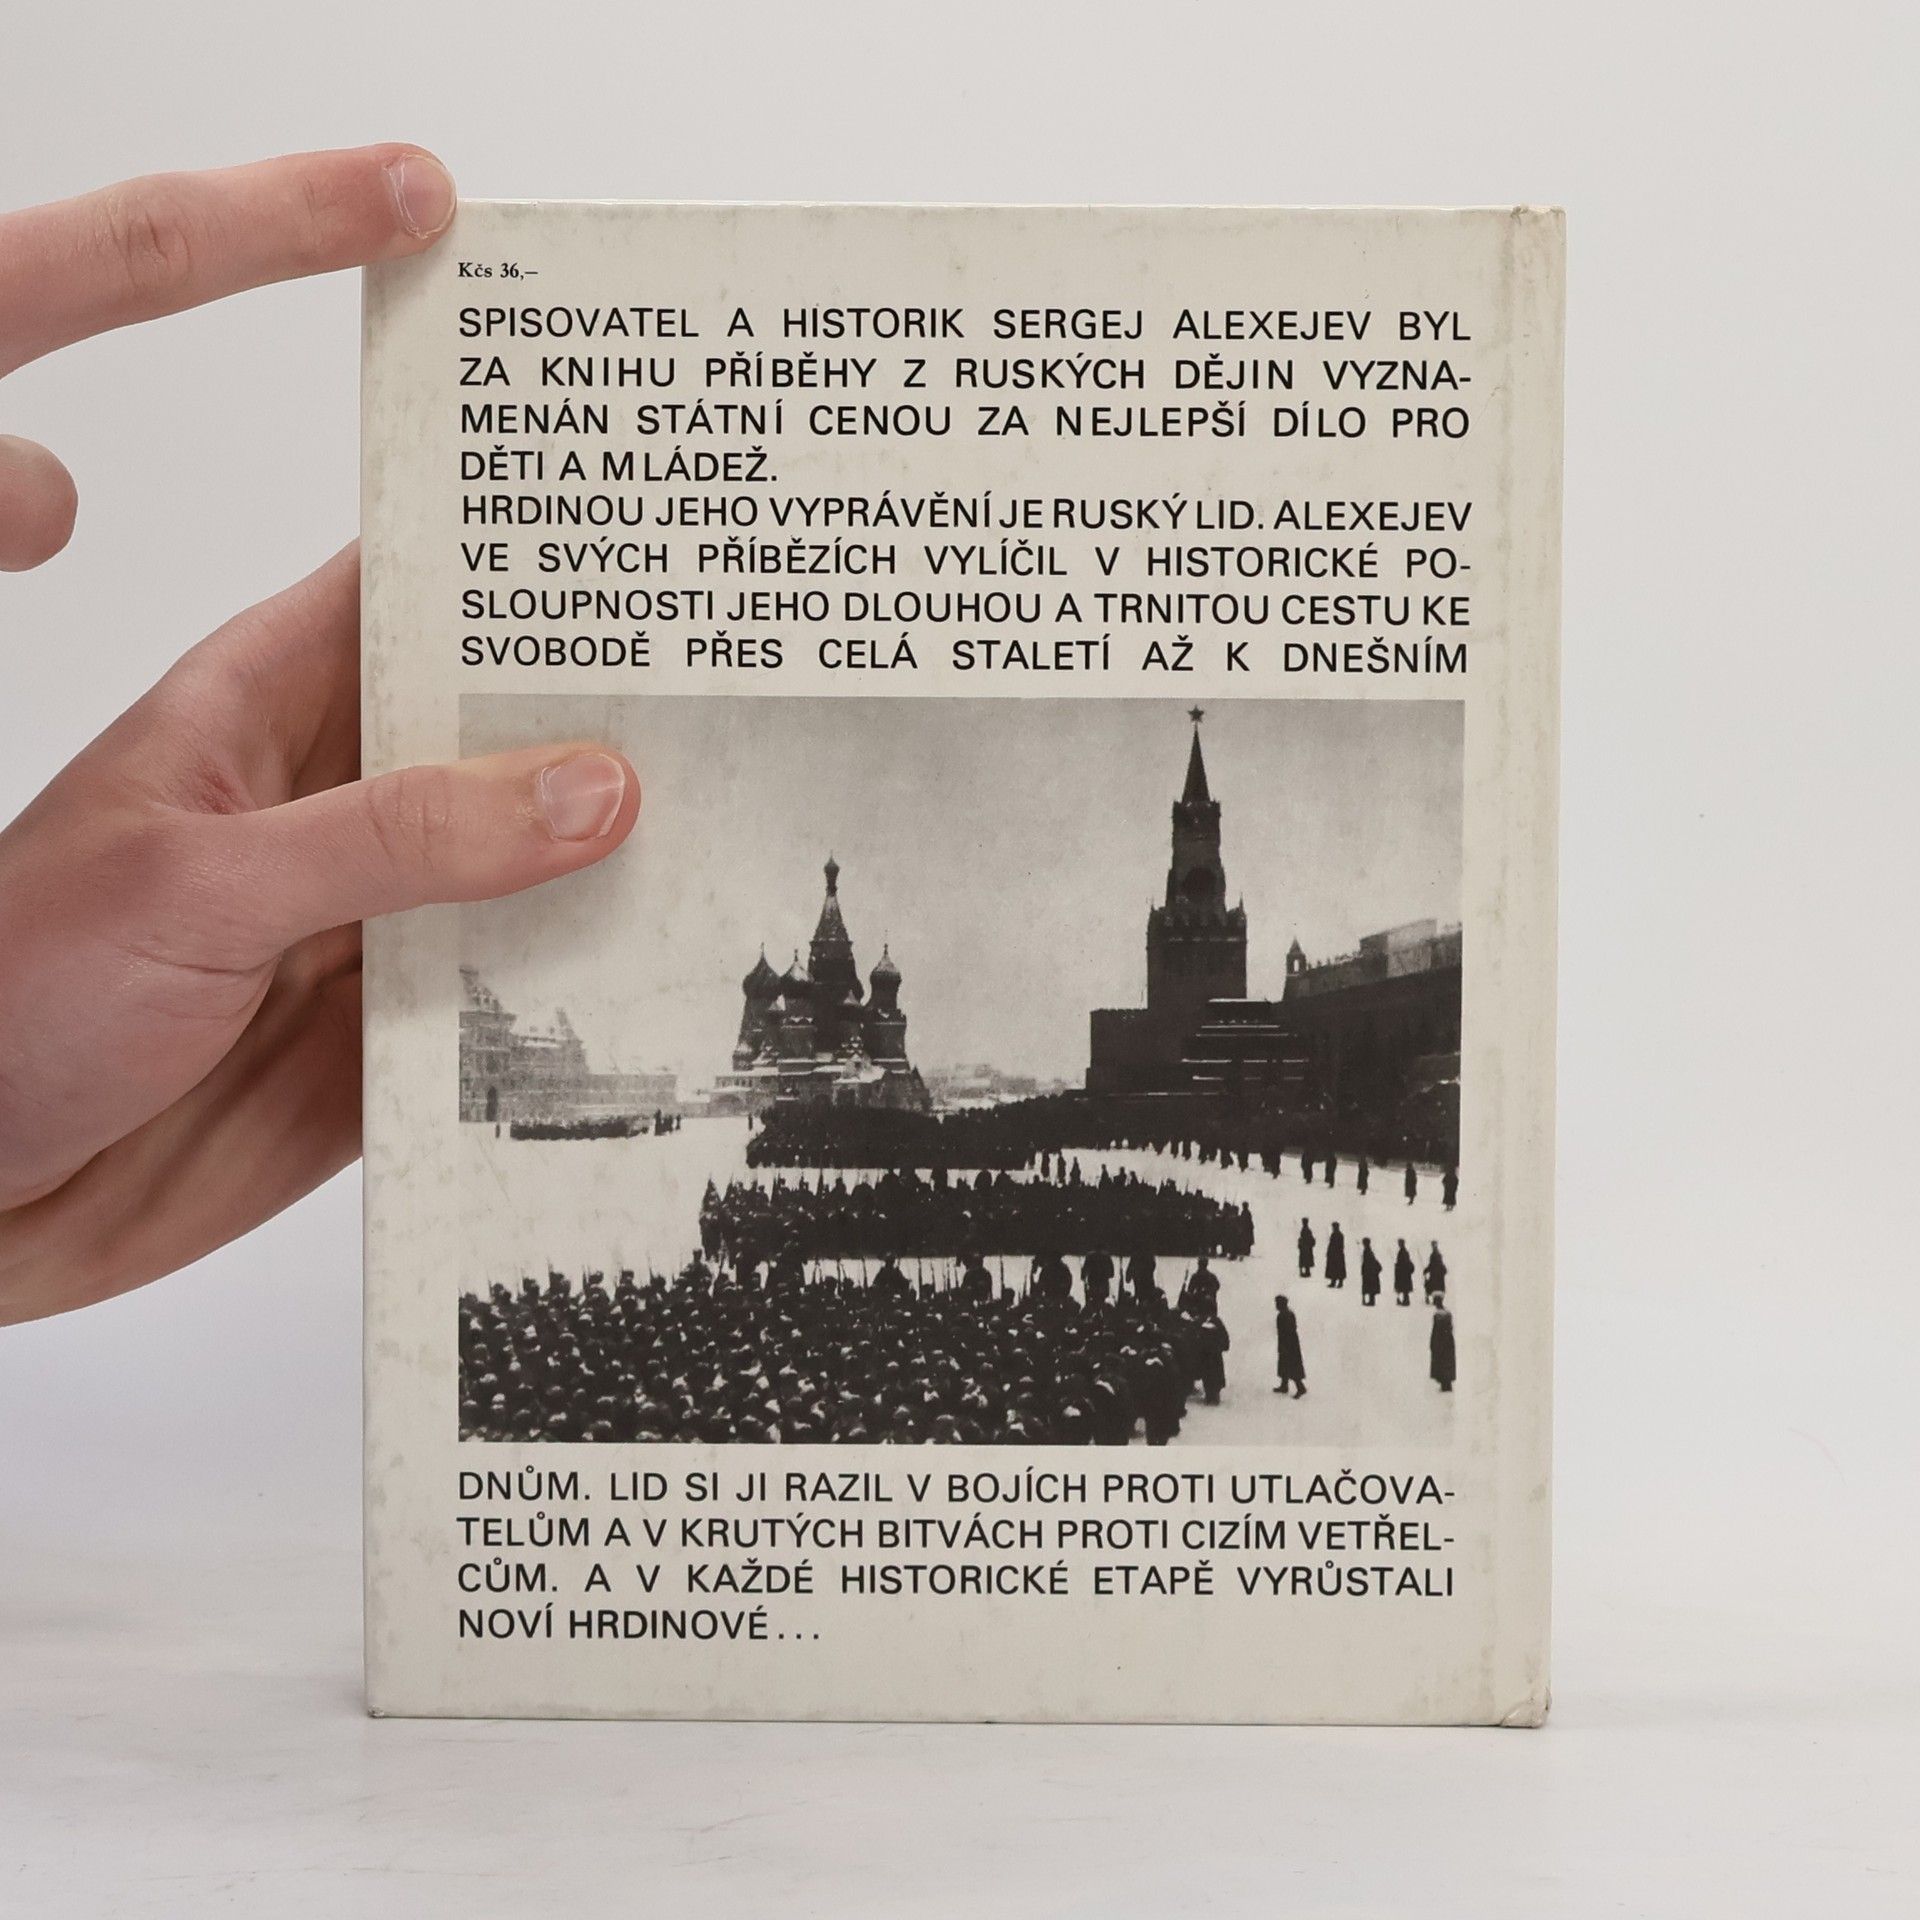 Kčs 36,–
SPISOVATEL A HISTORIK SERGEJ ALEXEJEV BYL
ZA KNIHU PŘÍBĚHY Z RUSKÝCH DĚJIN VYZNA-
MENÁN STÁTNÍ CENOU ZA NEJLEPŠÍ DÍLO PRO
DĚTI A MLÁDEŽ.
HRDINOU JEHO VYPRÁVĚNÍ JE RUSKÝ LID. ALEXEJEV
VE SVÝCH PŘÍBĚZÍCH VYLÍČIL V HISTORICKÉ PO-
SLOUPNOSTI JEHO DLOUHOU A TRNITOU CESTU KE
SVOBODĚ PŘES CELÁ STALETÍ AŽ K DNEŠNÍM
DNŮM. LID SI JI RAZIL V BOJÍCH PROTI UTLAČOVA-
TELŮM A V KRUTÝCH BITVÁCH PROTI CIZÍM VETŘEL-
CŮM. A V KAŽDÉ HISTORICKÉ ETAPĚ VYRŮSTALI
NOVÍ HRDINOVÉ...